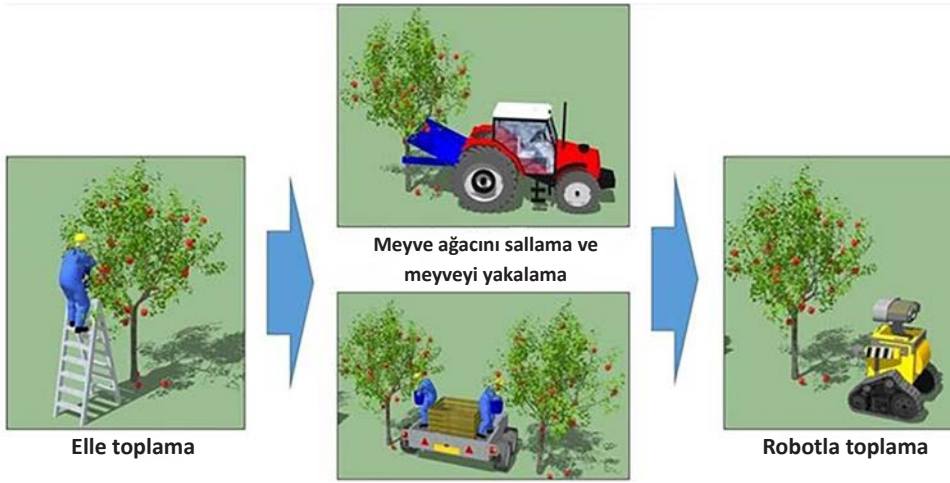 Meyve ağacını sallama ve
meyveyi yakalama
Elle toplama
Robotla toplama